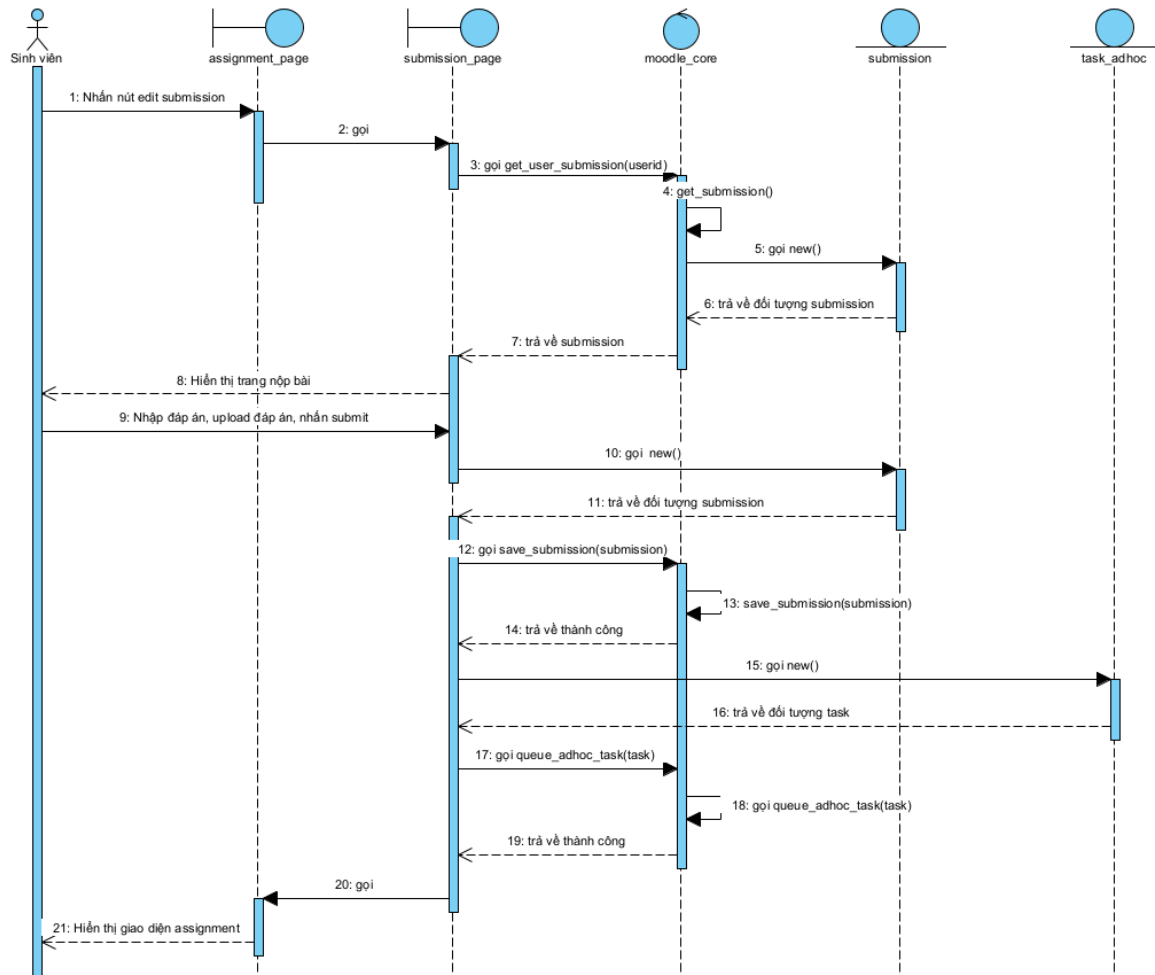 Sinh viên
assignment_page
submission_page
moodle_core
submission
task_adhoc
1: Nhấn nút edit submission
2: gọi
3: gọi get_user_submission(userid)
4: get_submission()
5: gọi new()
6: trả về đối tượng submission
7: trả về submission
8: Hiển thị trang nộp bài
9: Nhập đáp án, upload đáp án, nhấn submit
10: gọi  new()
11: trả về đối tượng submission
12: gọi save_submission(submission)
13: save_submission(submission)
14: trả về thành công
15: gọi new()
16: trả về đối tượng task
17: gọi queue_adhoc_task(task)
18: gọi queue_adhoc_task(task)
19: trả về thành công
20: gọi
21: Hiển thị giao diện assignment